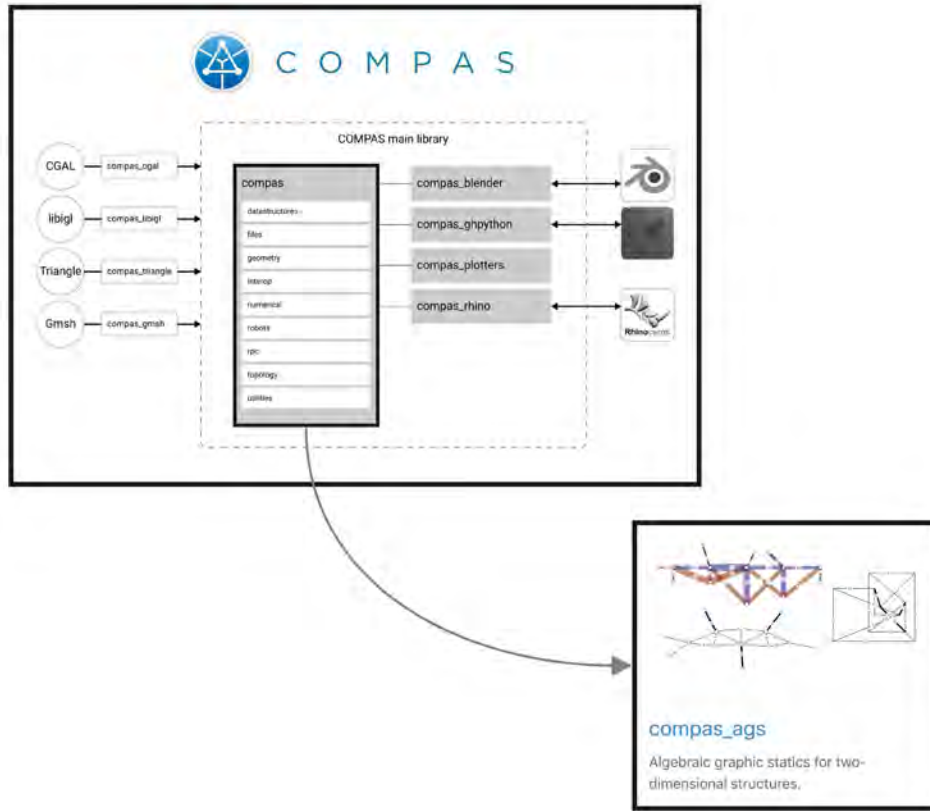 COMPAS
COMPAS main library
CGAL
compas_cgal
libigl
compas_libigl
Triangle
compas_triangle
Gmsh
compas_gmsh
compas
datastructures
files
geometry
interop
numerical
robots
rpc
topology
utilities
compas_blender
compas_ghpython
compas_plotters
compas_rhino
Rhinoceros
compas_ags
Algebraic graphic statics for two-
dimensional structures.